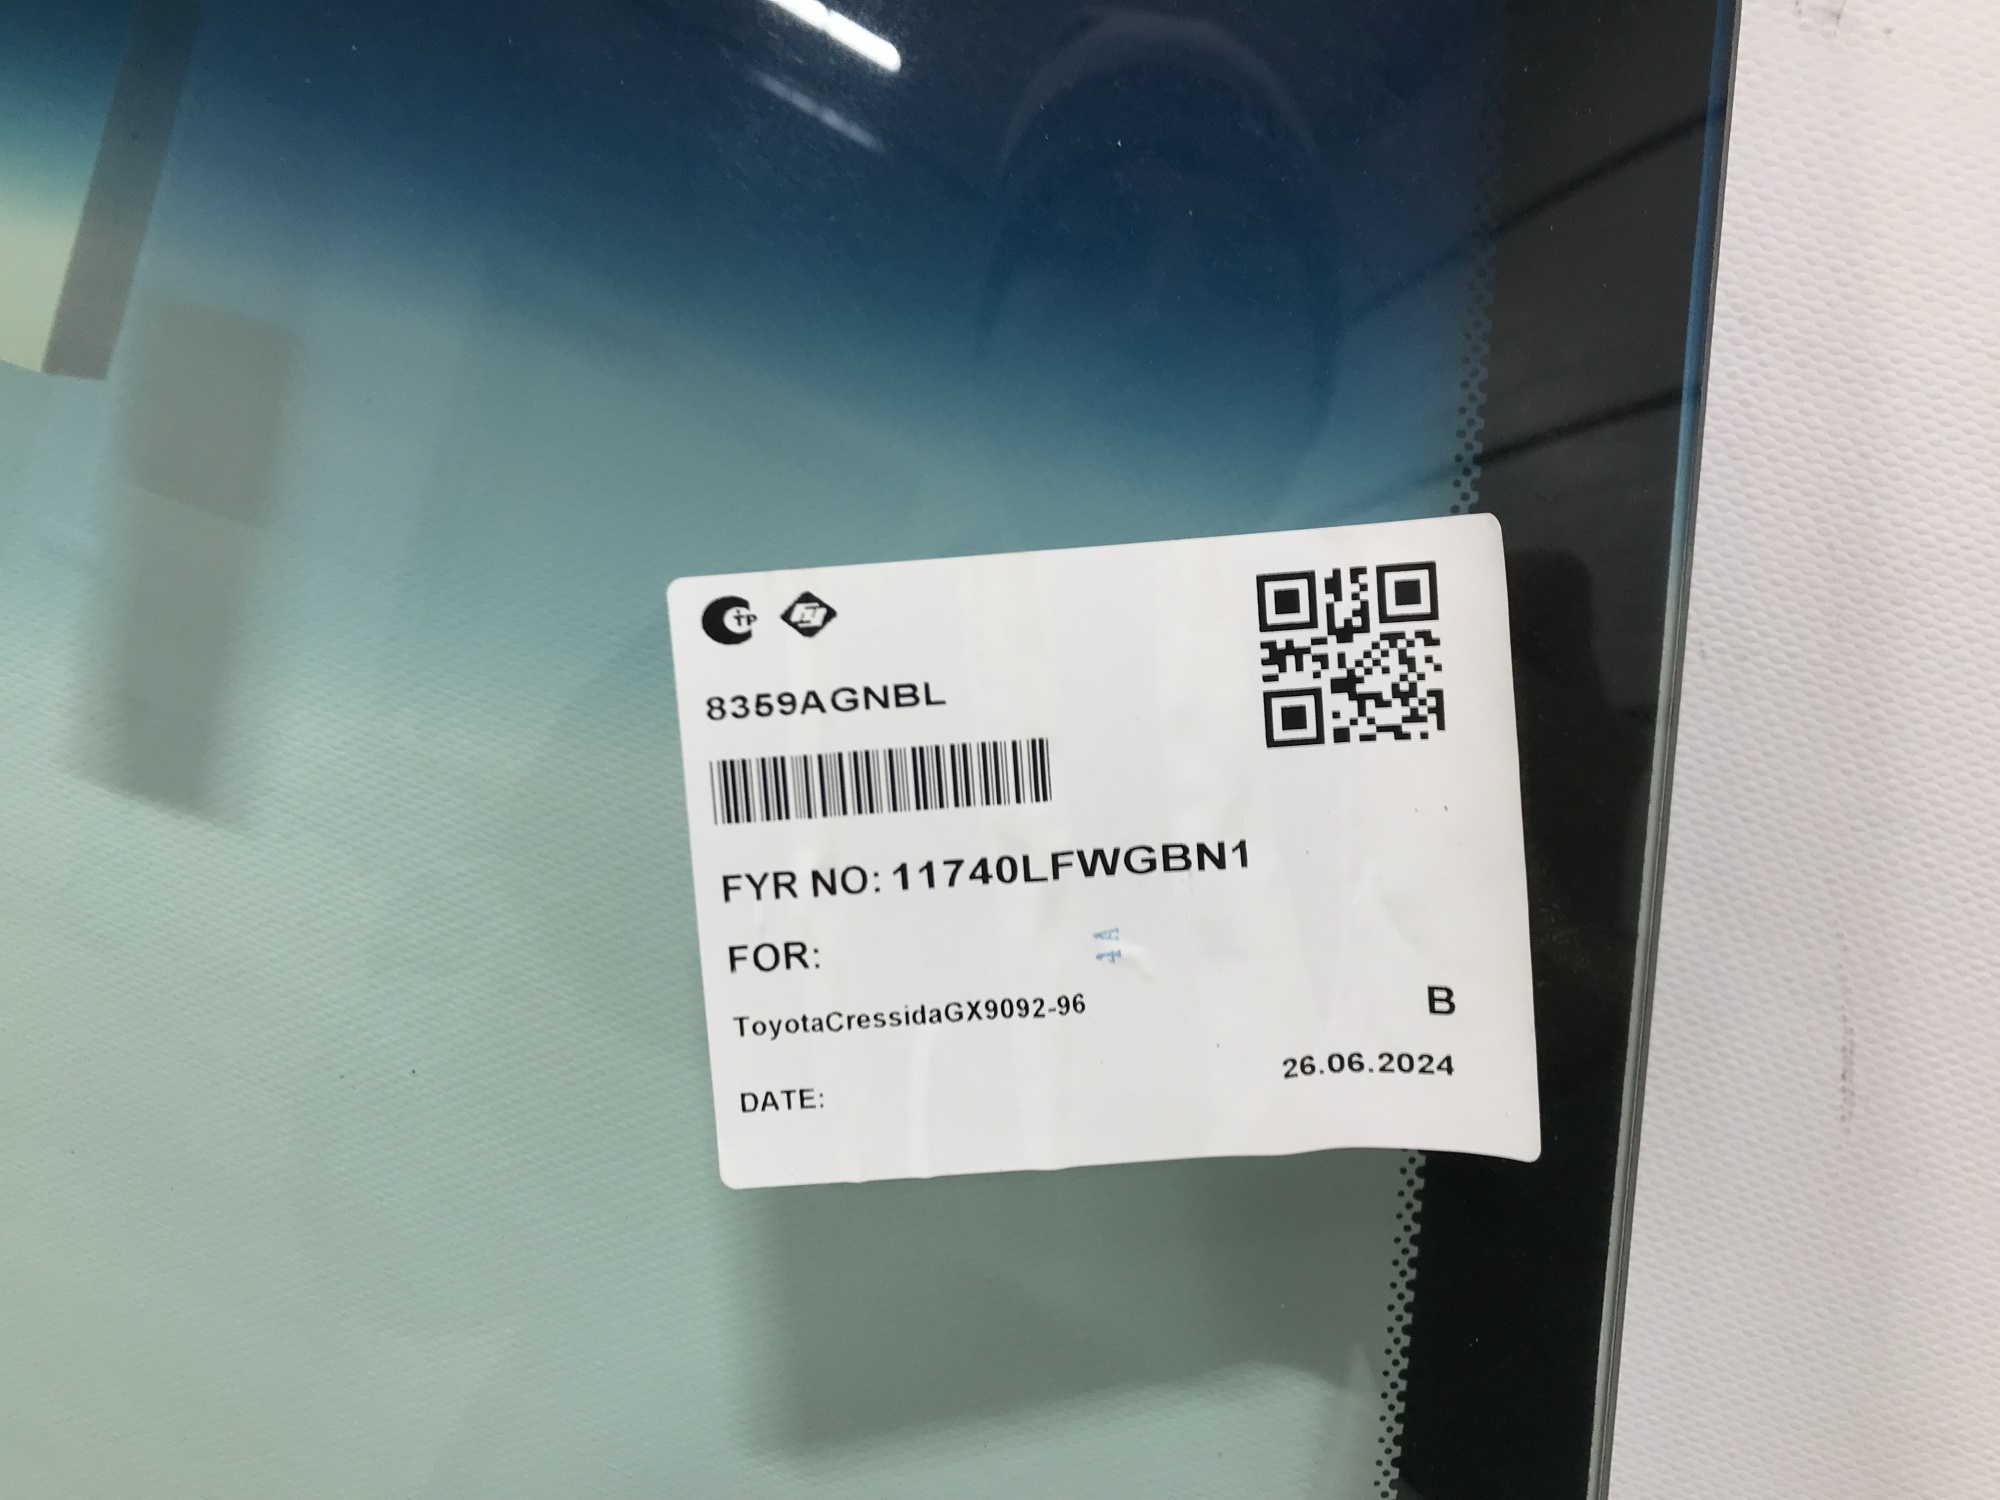 8359AGNBL
FYR NO: 11740LFWGBN1
FOR:
ToyotaCressidaGX9092-96
B
DATE:
26.06.2024